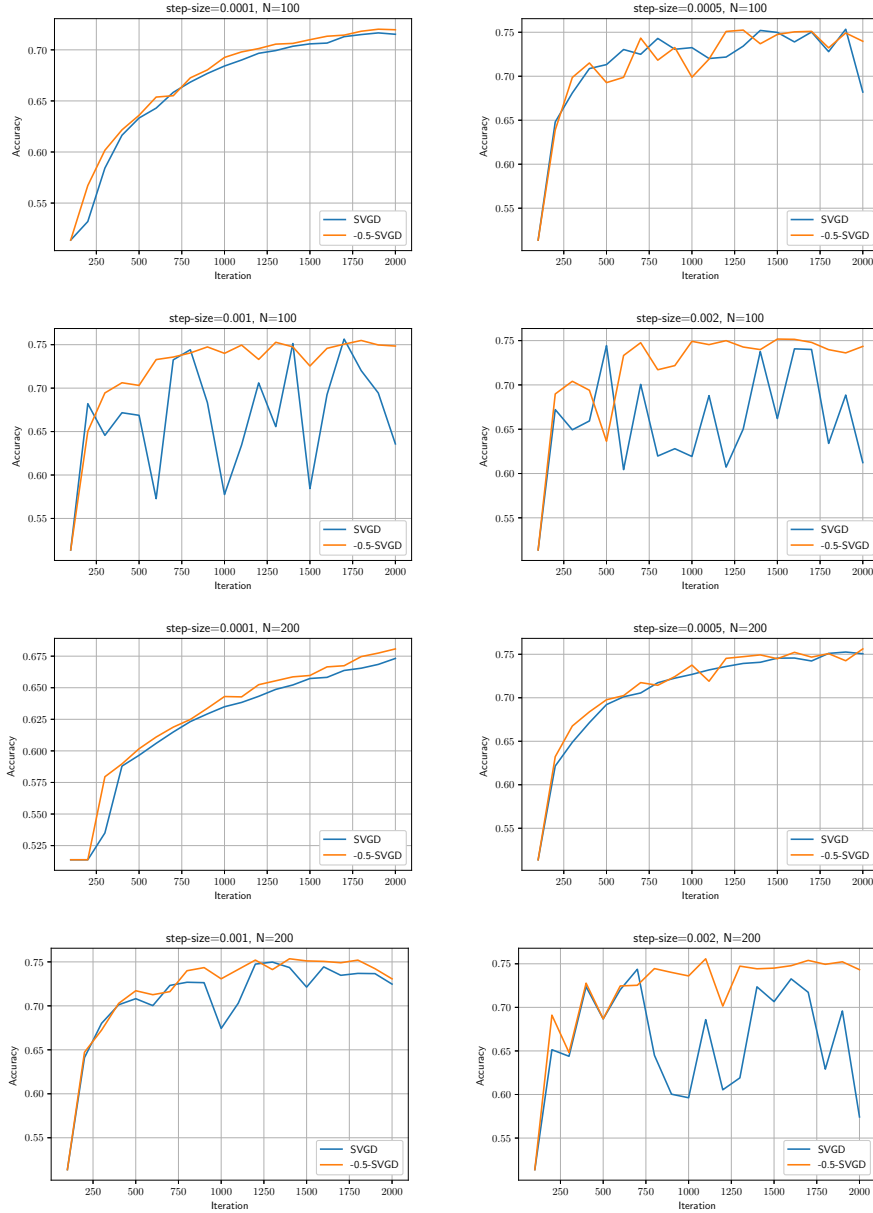 step-size=0.0001, N=100
Accuracy
0.70
0.65
0.60
0.55
250 500 750 1000 1250 1500 1750 2000
Iteration
SVGD
-0.5-SVGD
step-size=0.0005, N=100
Accuracy
0.75
0.70
0.65
0.60
0.55
250 500 750 1000 1250 1500 1750 2000
Iteration
SVGD
-0.5-SVGD
step-size=0.001, N=100
Accuracy
0.75
0.70
0.65
0.60
0.55
250 500 750 1000 1250 1500 1750 2000
Iteration
SVGD
-0.5-SVGD
step-size=0.002, N=100
Accuracy
0.75
0.70
0.65
0.60
0.55
250 500 750 1000 1250 1500 1750 2000
Iteration
SVGD
-0.5-SVGD
step-size=0.0001, N=200
Accuracy
0.675
0.650
0.625
0.600
0.575
0.550
0.525
250 500 750 1000 1250 1500 1750 2000
Iteration
SVGD
-0.5-SVGD
step-size=0.0005, N=200
Accuracy
0.75
0.70
0.65
0.60
0.55
250 500 750 1000 1250 1500 1750 2000
Iteration
SVGD
-0.5-SVGD
step-size=0.001, N=200
Accuracy
0.75
0.70
0.65
0.60
0.55
250 500 750 1000 1250 1500 1750 2000
Iteration
SVGD
-0.5-SVGD
step-size=0.002, N=200
Accuracy
0.75
0.70
0.65
0.60
0.55
250 500 750 1000 1250 1500 1750 2000
Iteration
SVGD
-0.5-SVGD